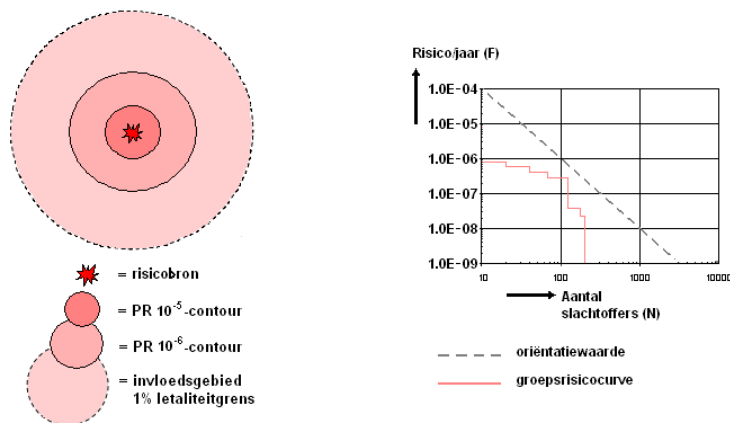 = risicobron
= PR 10⁻⁵-contour
= PR 10⁻⁶-contour
= invloedsgebied
1% letaliteitgrens
Risico/jaar (F)
1.0E-04
1.0E-05
1.0E-06
1.0E-07
1.0E-08
1.0E-09
10 100 1000 10000
Aantal
slachtoffers (N)
oriëntatiewaarde
groepsrisicocurve